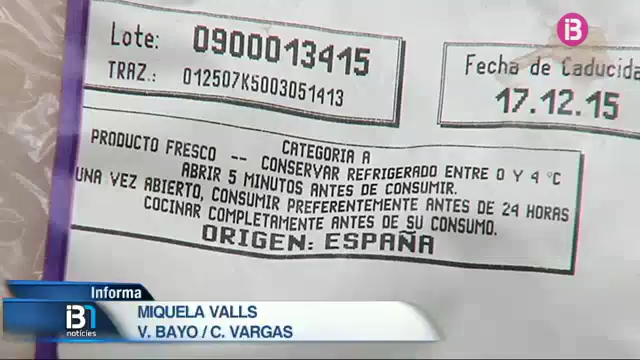 Lote: 0900013415
TRAZ.: 012507K5003051413
Fecha de Caducida
17.12.15
CATEGORIA A
PRODUCTO FRESCO -- CONSERVAR REFRIGERADO ENTRE 0 Y 4 ºC
ABRIR 5 MINUTOS ANTES DE CONSUMIR.
UNA VEZ ABIERTO, CONSUMIR PREFERENTEMENTE ANTES DE 24 HORAS
COCINAR COMPLETAMENTE ANTES DE SU CONSUMO.
ORIGEN: ESPAÑA
Informa
MIQUELA VALLS
V. BAYO / C. VARGAS
notícies